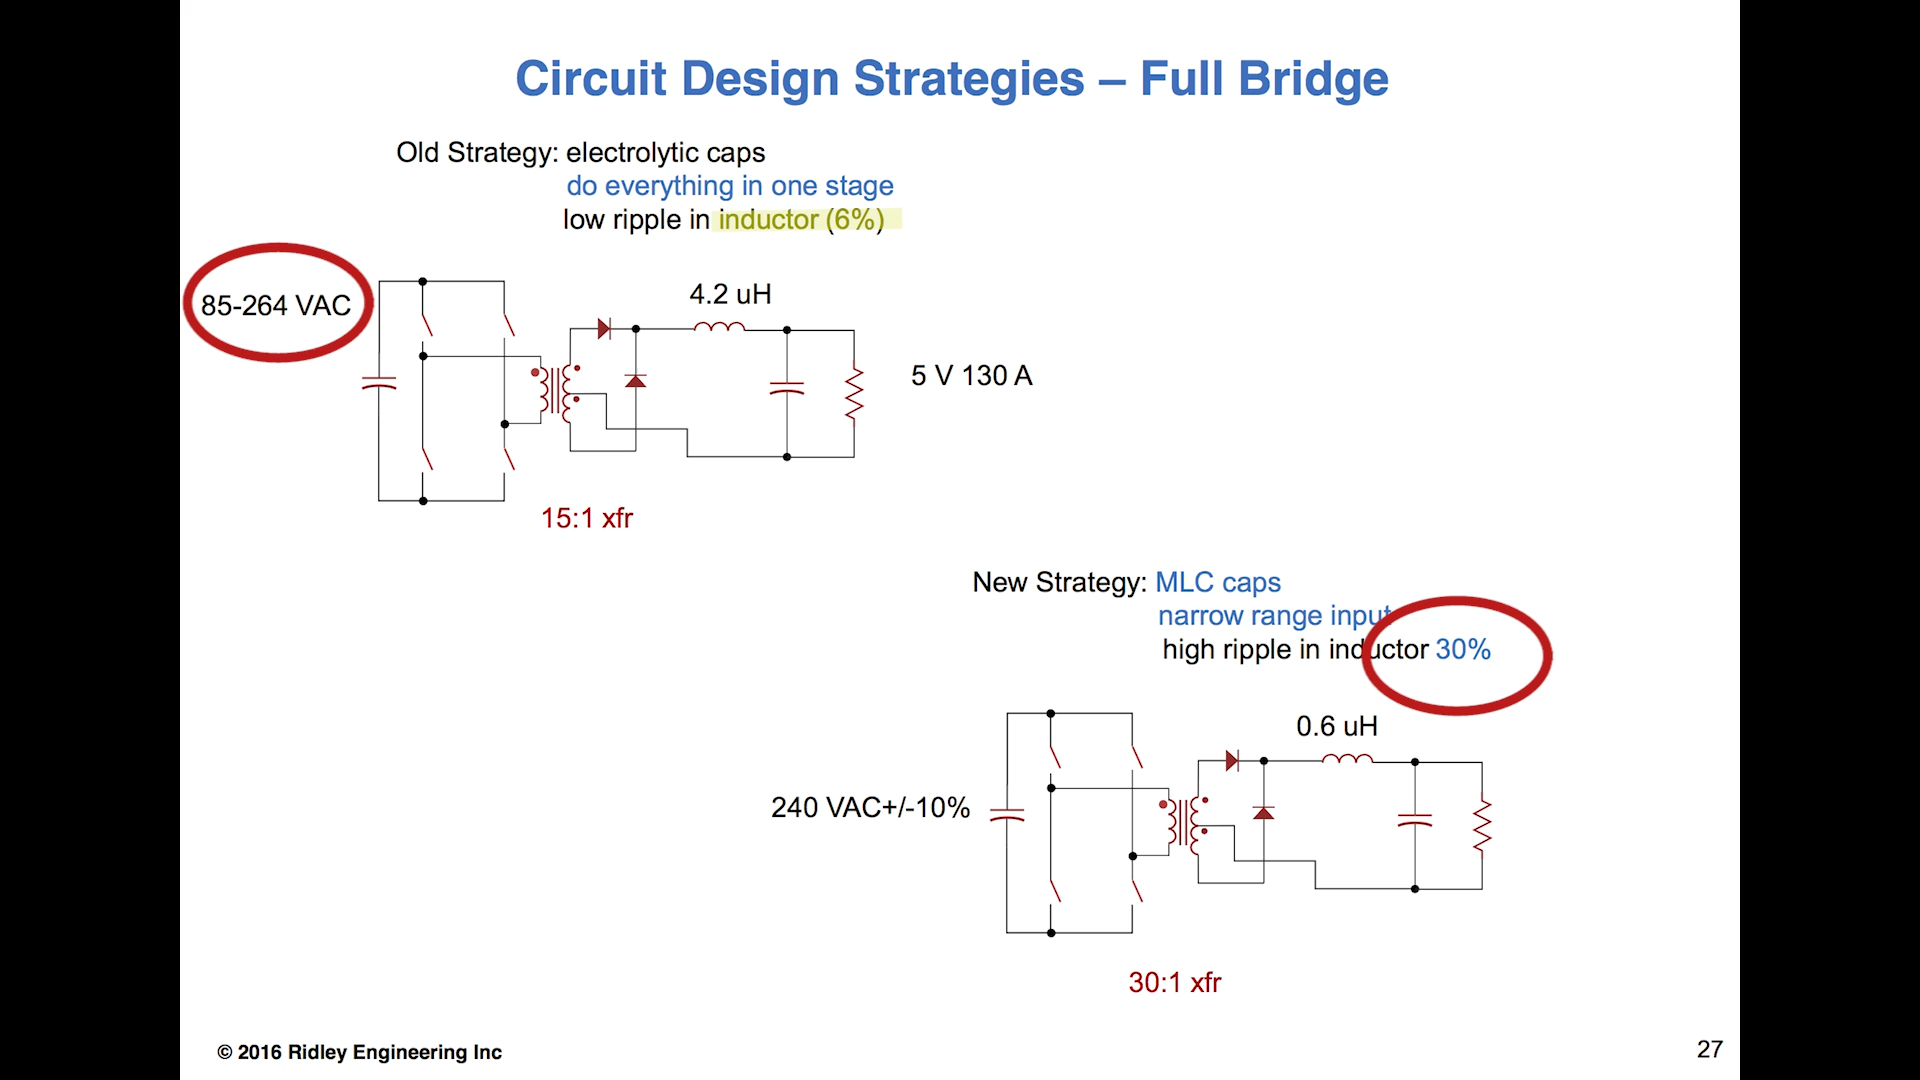 Circuit Design Strategies – Full Bridge
Old Strategy: electrolytic caps
do everything in one stage
low ripple in inductor (6%)
85-264 VAC
4.2 uH
5 V 130 A
15:1 xfr
New Strategy: MLC caps
narrow range input
high ripple in inductor 30%
0.6 uH
240 VAC+/-10%
30:1 xfr
© 2016 Ridley Engineering Inc
27